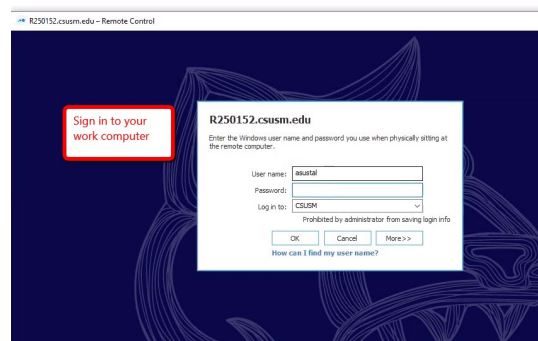 R250152.csusm.edu – Remote Control
Sign in to your
work computer
R250152.csusm.edu
Enter the Windows user name and password you use when physically sitting at
the remote computer.
User name: asustal
Password:
Log in to: CSUSM
Prohibited by administrator from saving login info
OK Cancel More>>
How can I find my user name?